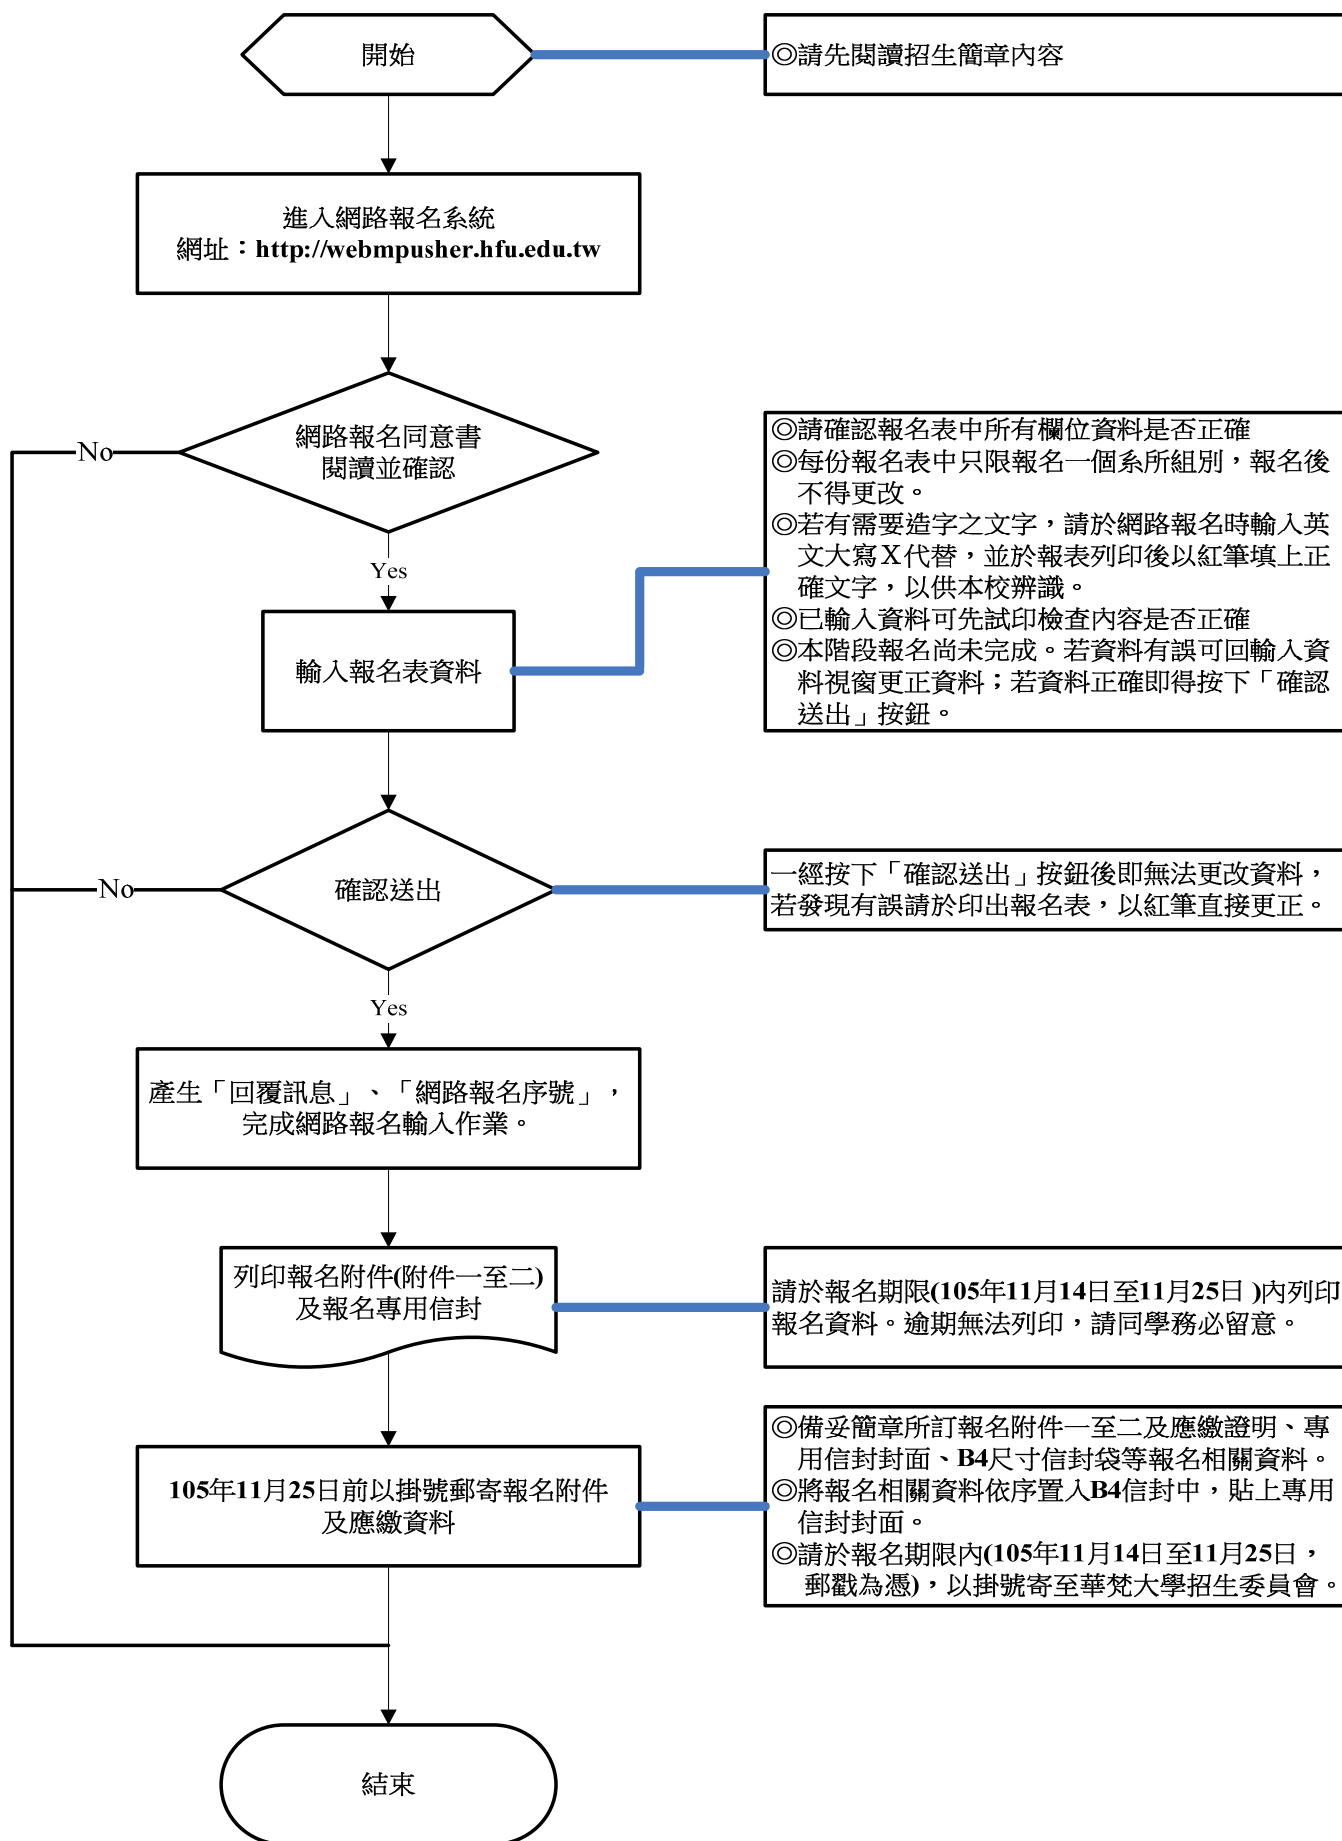 開始
◎請先閱讀招生簡章內容
進入網路報名系統
網址：http://webmpusher.hfu.edu.tw
網路報名同意書
閱讀並確認
No
Yes
◎請確認報名表中所有欄位資料是否正確
◎每份報名表中只限報名一個系所組別，報名後
不得更改。
◎若有需要造字之文字，請於網路報名時輸入英
文大寫X代替，並於報表列印後以紅筆填上正
確文字，以供本校辨識。
◎已輸入資料可先試印檢查內容是否正確
◎本階段報名尚未完成。若資料有誤可回輸入資
料視窗更正資料；若資料正確即得按下「確認
送出」按鈕。
輸入報名表資料
確認送出
No
Yes
一經按下「確認送出」按鈕後即無法更改資料，
若發現有誤請於印出報名表，以紅筆直接更正。
產生「回覆訊息」、「網路報名序號」，
完成網路報名輸入作業。
列印報名附件(附件一至二)
及報名專用信封
請於報名期限(105年11月14日至11月25日 )內列印
報名資料。逾期無法列印，請同學務必留意。
105年11月25日前以掛號郵寄報名附件
及應繳資料
◎備妥簡章所訂報名附件一至二及應繳證明、專
用信封封面、B4尺寸信封袋等報名相關資料。
◎將報名相關資料依序置入B4信封中，貼上專用
信封封面。
◎請於報名期限內(105年11月14日至11月25日，
郵戳為憑)，以掛號寄至華梵大學招生委員會。
結束